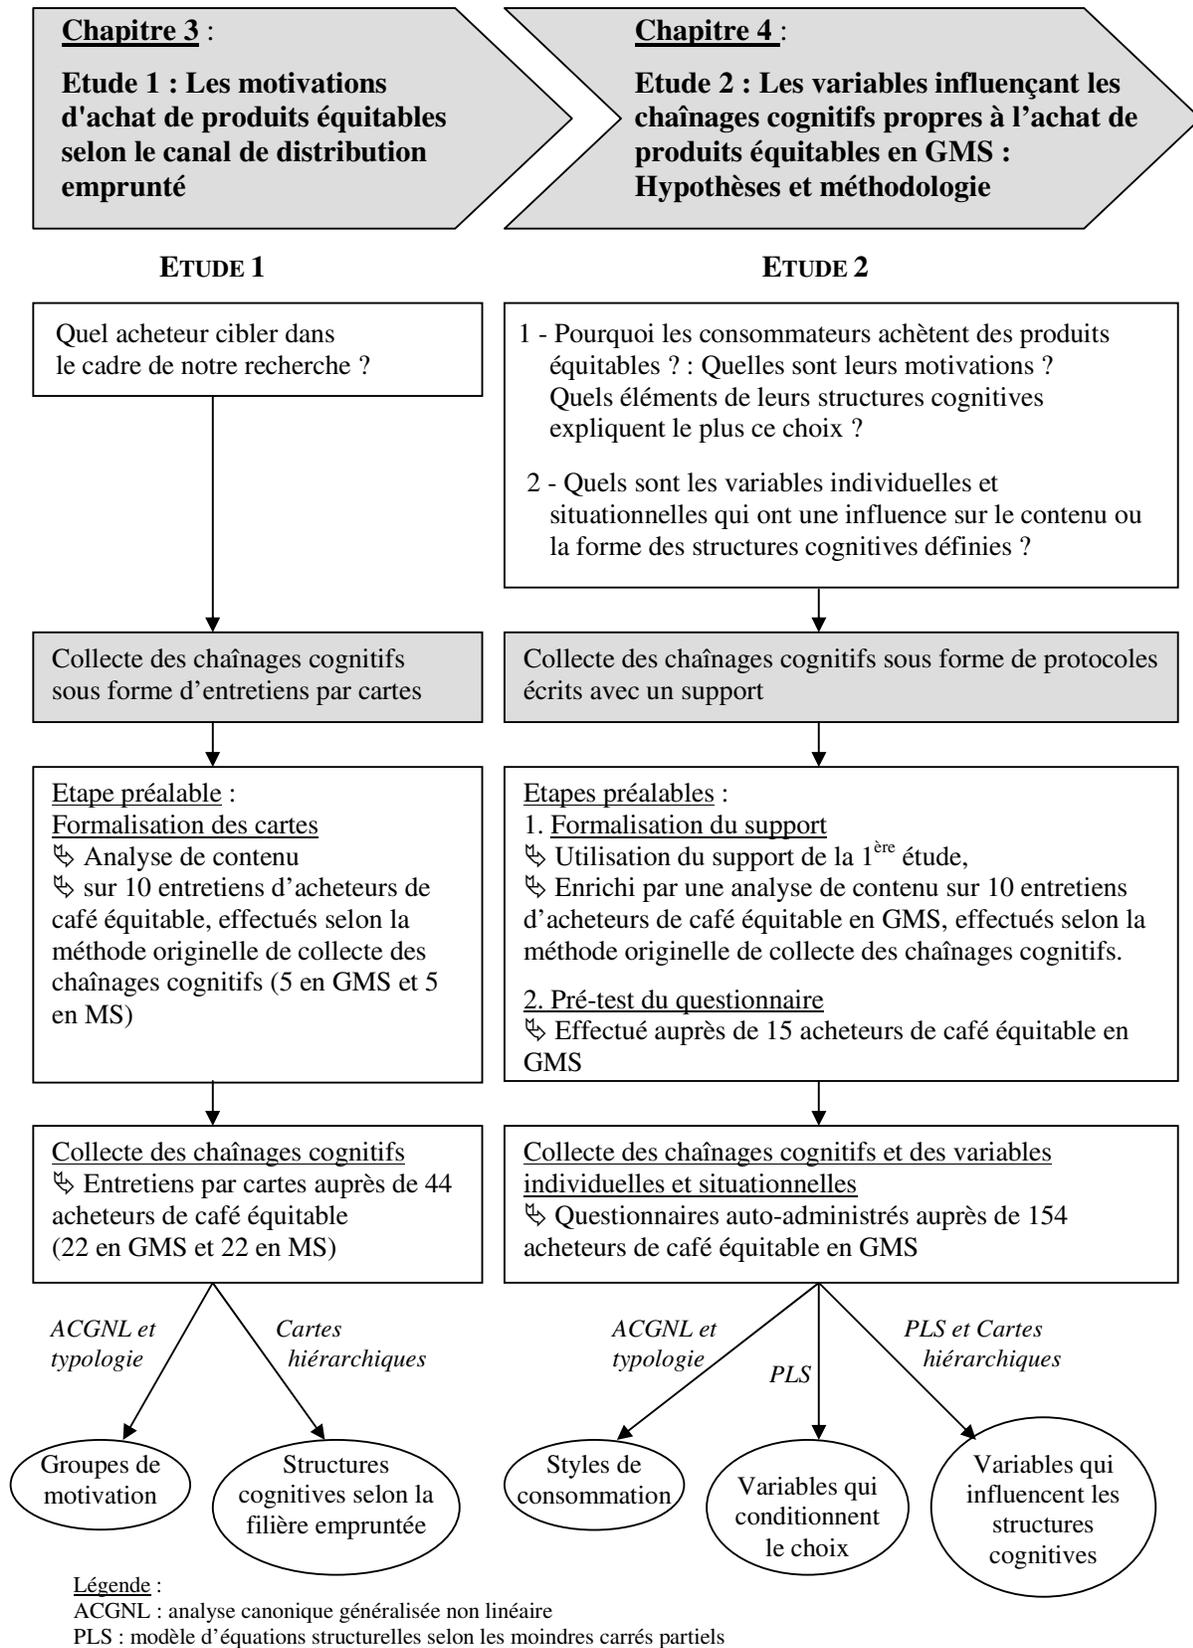 Chapitre 3 :
Etude 1 : Les motivations
d'achat de produits équitables
selon le canal de distribution
emprunté
Chapitre 4 :
Etude 2 : Les variables influençant les
chaînages cognitifs propres à l'achat de
produits équitables en GMS :
Hypothèses et méthodologie
ETUDE 1
Quel acheteur cibler dans
le cadre de notre recherche ?
Collecte des chaînages cognitifs
sous forme d'entretiens par cartes
Etape préalable :
Formalisation des cartes
↳ Analyse de contenu
↳ sur 10 entretiens d'acheteurs de
café équitable, effectués selon la
méthode originelle de collecte des
chaînages cognitifs (5 en GMS et 5
en MS)
Collecte des chaînages cognitifs
↳ Entretiens par cartes auprès de 44
acheteurs de café équitable
(22 en GMS et 22 en MS)
ACGNL et
typologie
Cartes
hiérarchiques
Groupes de
motivation
Structures
cognitives selon la
filière empruntée
ETUDE 2
1 - Pourquoi les consommateurs achètent des produits
équitables ? : Quelles sont leurs motivations ?
Quels éléments de leurs structures cognitives
expliquent le plus ce choix ?
2 - Quels sont les variables individuelles et
situationnelles qui ont une influence sur le contenu ou
la forme des structures cognitives définies ?
Collecte des chaînages cognitifs sous forme de protocoles
écrits avec un support
Etapes préalables :
1. Formalisation du support
↳ Utilisation du support de la 1ère étude,
↳ Enrichi par une analyse de contenu sur 10 entretiens
d'acheteurs de café équitable en GMS, effectués selon la
méthode originelle de collecte des chaînages cognitifs.
2. Pré-test du questionnaire
↳ Effectué auprès de 15 acheteurs de café équitable en
GMS
Collecte des chaînages cognitifs et des variables
individuelles et situationnelles
↳ Questionnaires auto-administrés auprès de 154
acheteurs de café équitable en GMS
ACGNL et
typologie
PLS
PLS et Cartes
hiérarchiques
Styles de
consommation
Variables qui
conditionnent
le choix
Variables qui
influencent les
structures
cognitives
Légende :
ACGNL : analyse canonique généralisée non linéaire
PLS : modèle d'équations structurelles selon les moindres carrés partiels